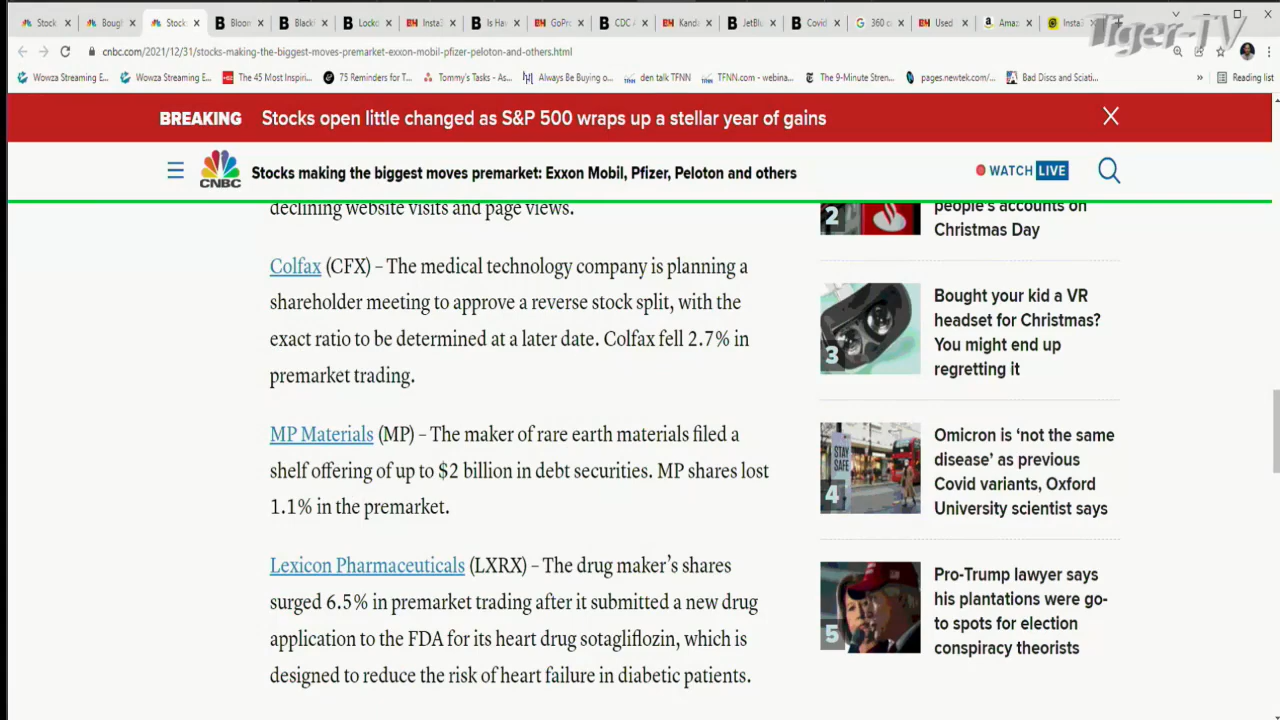 Stock
Bough
Stock
Bloom
Black
Locke
Insta3
Is Hav
GoPro
CDC A
Kanda
JetBlu
Covid
360 c
Used
Amaz
Insta3
Tiger-TV
cnbc.com/2021/12/31/stocks-making-the-biggest-moves-premarket-exxon-mobil-pfizer-peloton-and-others.html
Wowza Streaming E...
Wowza Streaming E...
The 45 Most Inspiri...
75 Reminders for T...
Tommy's Tasks - As...
Always Be Buying o...
den talk TFNN
TFNN.com - webina...
The 9-Minute Stren...
pages.newtek.com/...
Bad Discs and Sciati...
»
Reading list
BREAKING Stocks open little changed as S&P 500 wraps up a stellar year of gains
CNBC
Stocks making the biggest moves premarket: Exxon Mobil, Pfizer, Peloton and others
WATCH LIVE
declining website visits and page views.
Colfax (CFX) – The medical technology company is planning a
shareholder meeting to approve a reverse stock split, with the
exact ratio to be determined at a later date. Colfax fell 2.7% in
premarket trading.
MP Materials (MP) – The maker of rare earth materials filed a
shelf offering of up to $2 billion in debt securities. MP shares lost
1.1% in the premarket.
Lexicon Pharmaceuticals (LXRX) – The drug maker's shares
surged 6.5% in premarket trading after it submitted a new drug
application to the FDA for its heart drug sotagliflozin, which is
designed to reduce the risk of heart failure in diabetic patients.
2
people's accounts on
Christmas Day
3
Bought your kid a VR
headset for Christmas?
You might end up
regretting it
STAY
SAFE
4
Omicron is ‘not the same
disease’ as previous
Covid variants, Oxford
University scientist says
5
Pro-Trump lawyer says
his plantations were go-
to spots for election
conspiracy theorists